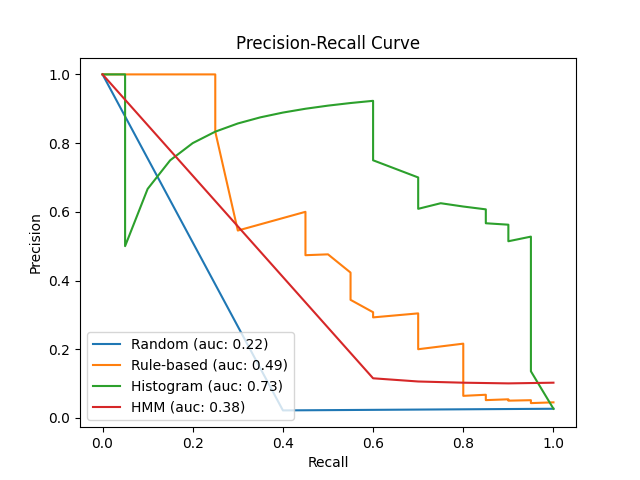 Precision-Recall Curve
Precision
1.0
0.8
0.6
0.4
0.2
0.0
Random (auc: 0.22)
Rule-based (auc: 0.49)
Histogram (auc: 0.73)
HMM (auc: 0.38)
0.0 0.2 0.4 0.6 0.8 1.0
Recall